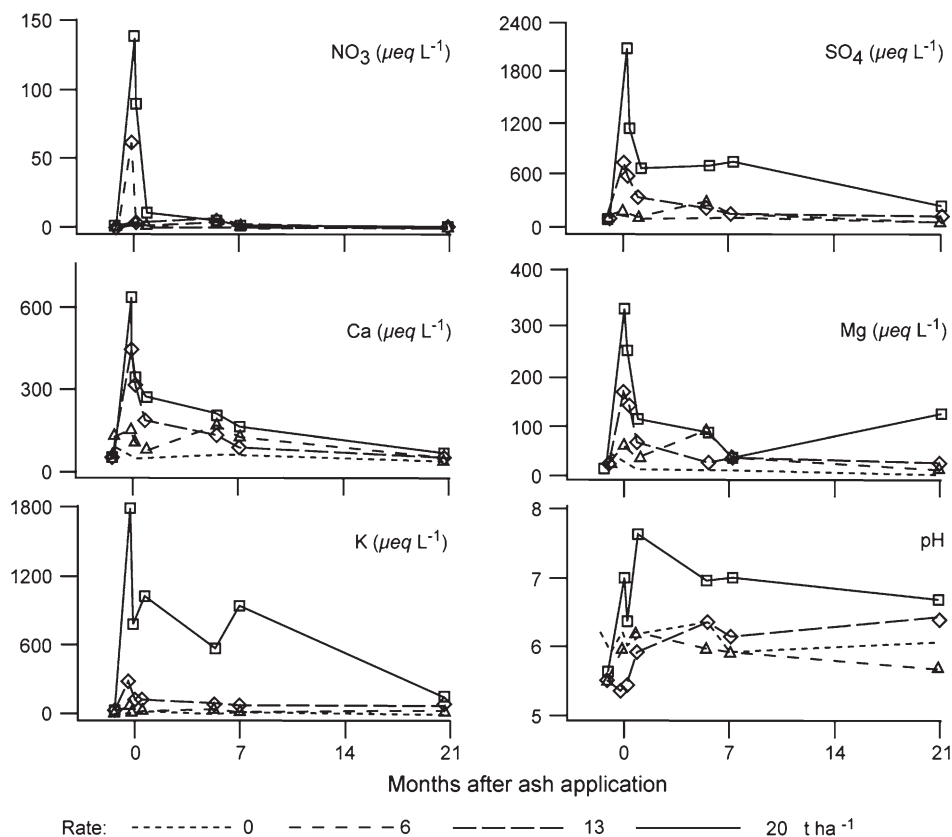 150
100
50
0
NO3 (µeq L-1)
2400
1800
1200
600
0
SO4 (µeq L-1)
600
300
0
Ca (µeq L-1)
400
300
200
100
0
Mg (µeq L-1)
1800
1200
600
0
K (µeq L-1)
0 7 14 21
8
7
6
5
pH
0 7 14 21
Months after ash application
Rate: 0 6 13 20 t ha -1